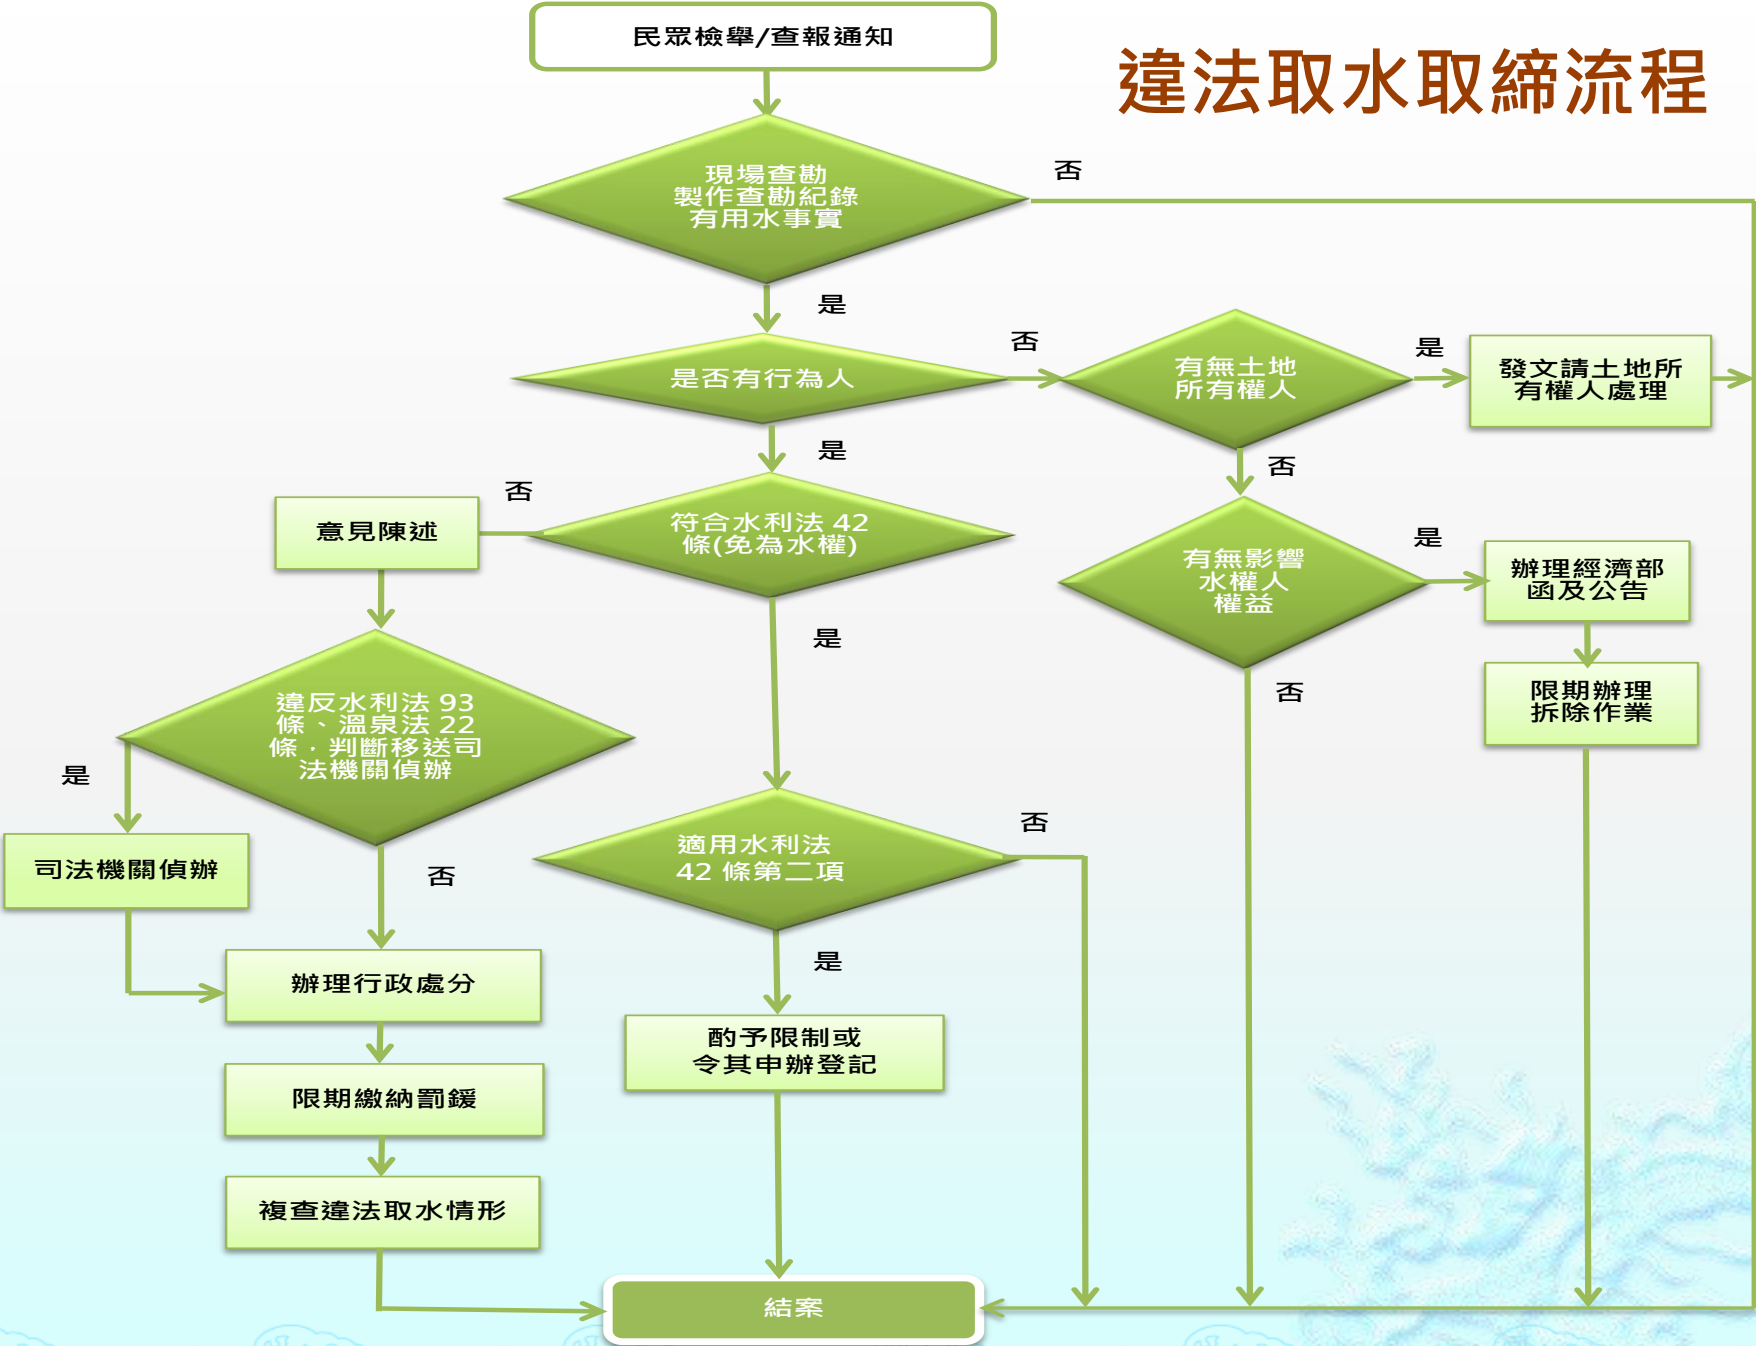 民眾檢舉/查報通知
違法取水取締流程
現場查勘
製作查勘紀錄
有用水事實
否
是
是否有行為人
否
有無土地
所有權人
是
發文請土地所
有權人處理
是
否
否
意見陳述
符合水利法 42
條(免為水權)
有無影響
水權人
權益
是
辦理經濟部
函及公告
是
否
限期辦理
拆除作業
違反水利法 93
條、溫泉法 22
條，判斷移送司
法機關偵辦
是
司法機關偵辦
否
適用水利法
42 條第二項
否
是
辦理行政處分
酌予限制或
令其申辦登記
限期繳納罰鍰
複查違法取水情形
結案